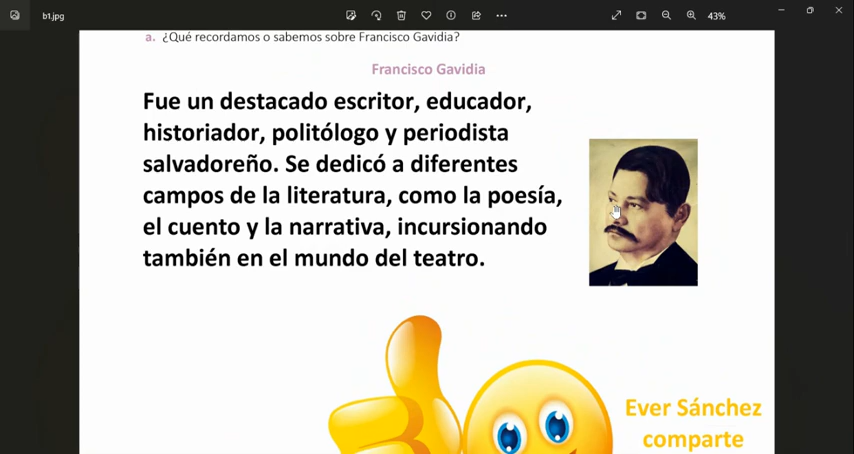 b1.jpg
43%
a. ¿Qué recordamos o sabemos sobre Francisco Gavidia?
Francisco Gavidia
Fue un destacado escritor, educador,
historiador, politólogo y periodista
salvadoreño. Se dedicó a diferentes
campos de la literatura, como la poesía,
el cuento y la narrativa, incursionando
también en el mundo del teatro.
Ever Sánchez
comparte